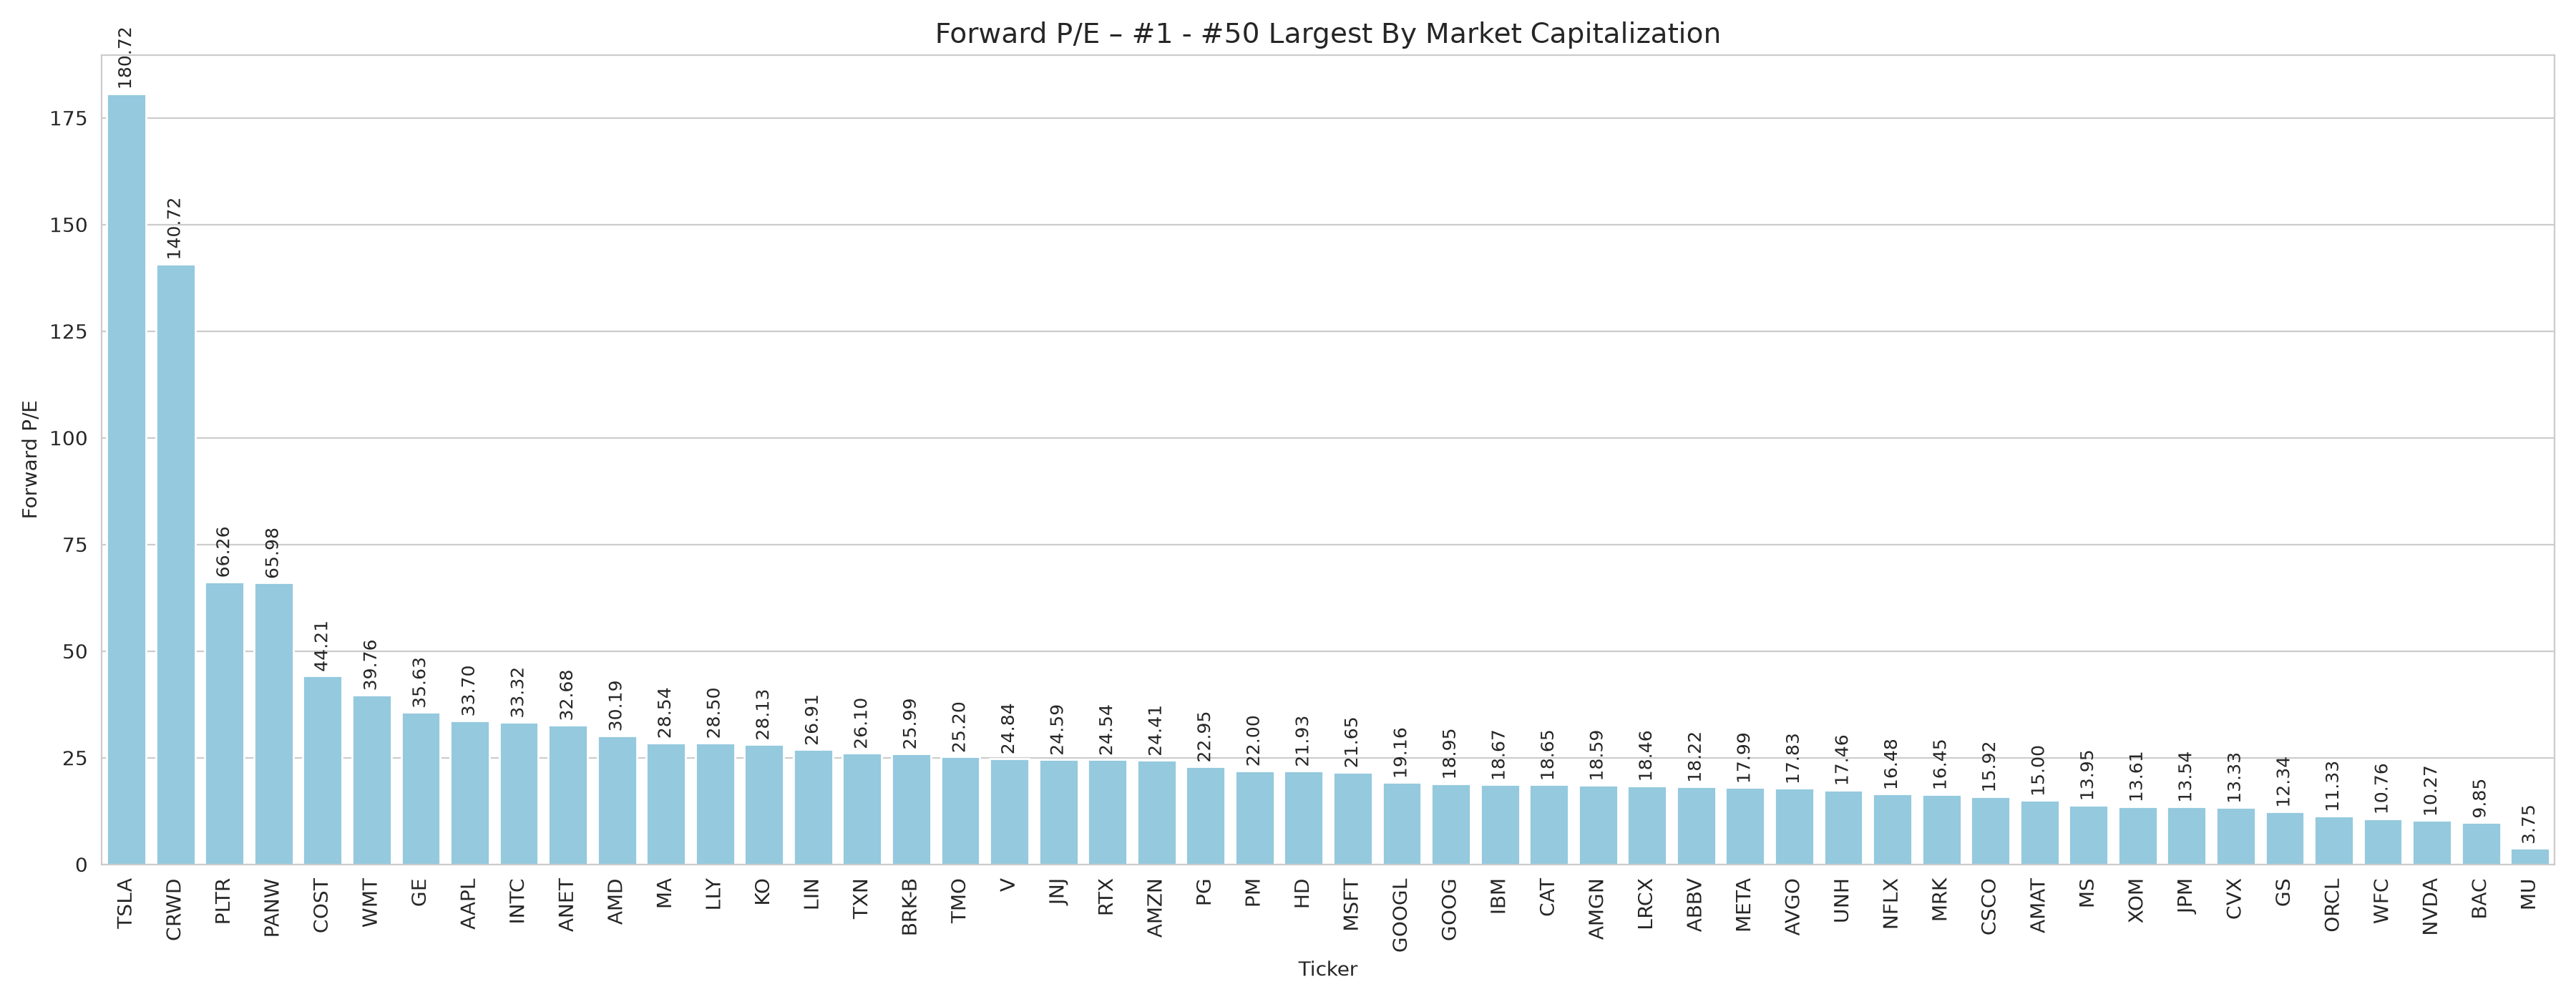 Forward P/E – #1 - #50 Largest By Market Capitalization
Forward P/E
175
150
125
100
75
50
25
0
180.72
140.72
66.26
65.98
44.21
39.76
35.63
33.70
33.32
32.68
30.19
28.54
28.50
28.13
26.91
26.10
25.99
25.20
24.84
24.59
24.54
24.41
22.95
22.00
21.93
21.65
19.16
18.95
18.67
18.65
18.59
18.46
18.22
17.99
17.83
17.46
16.48
16.45
15.92
15.00
13.95
13.61
13.54
13.33
12.34
11.33
10.76
10.27
9.85
3.75
TSLA
CRWD
PLTR
PANW
COST
WMT
GE
AAPL
INTC
ANET
AMD
MA
LLY
KO
LIN
TXN
BRK-B
TMO
V
JNJ
RTX
AMZN
PG
PM
HD
MSFT
GOOGL
GOOG
IBM
CAT
AMGN
LRCX
ABBV
META
AVGO
UNH
NFLX
MRK
CSCO
AMAT
MS
XOM
JPM
CVX
GS
ORCL
WFC
NVDA
BAC
MU
Ticker